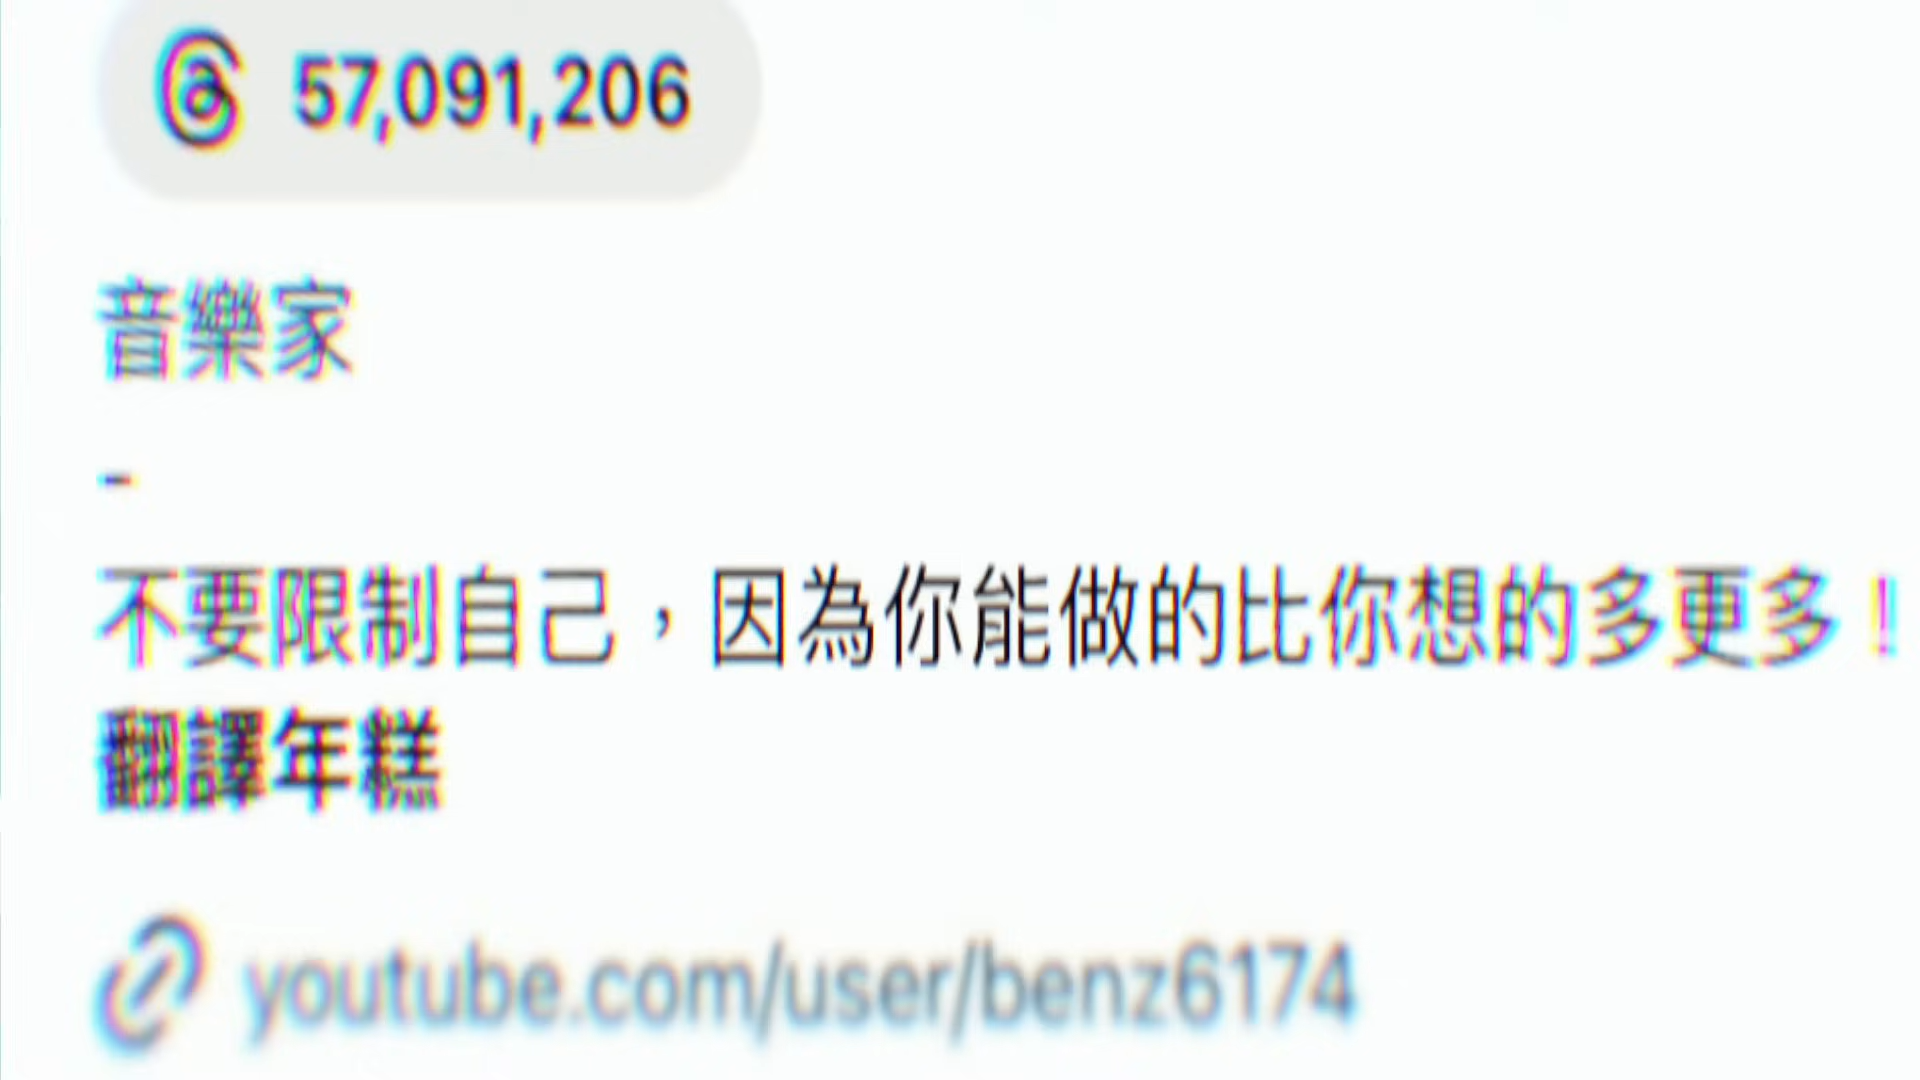 57,091,206
音樂家
-
不要限制自己，因為你能做的比你想的多更多！
翻譯年糕
youtube.com/user/benz6174